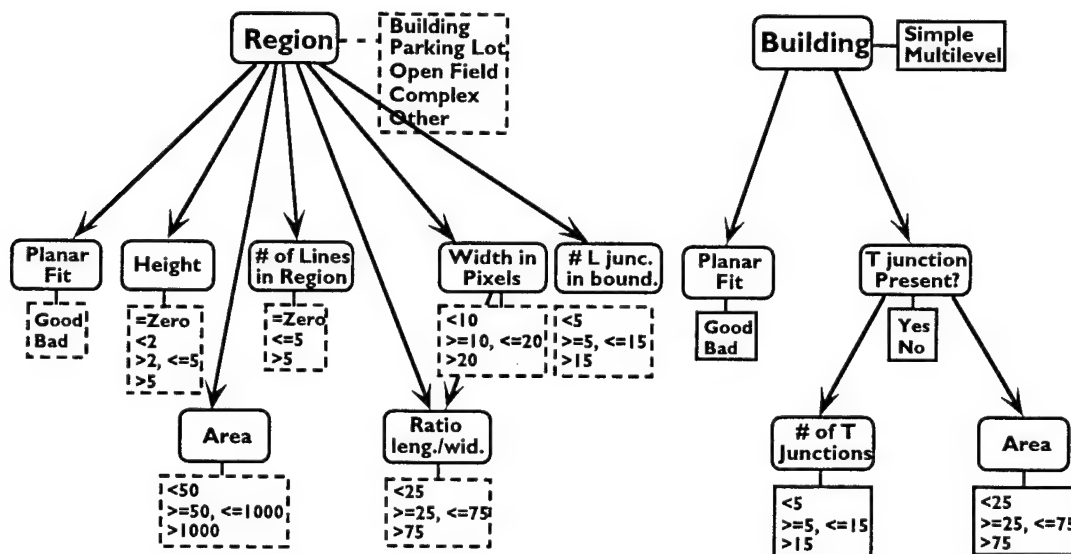 Region
Building
Parking Lot
Open Field
Complex
Other
Planar
Fit
Good
Bad
Height
=Zero
<2
>2, <=5
>5
# of Lines
in Region
=Zero
<=5
>5
Width in
Pixels
<10
>=10, <=20
>20
# L junc.
in bound.
<5
>=5, <=15
>15
Area
<50
>=50, <=1000
>1000
Ratio
leng./wid.
<25
>=25, <=75
>75
Building
Simple
Multilevel
Planar
Fit
Good
Bad
T junction
Present?
Yes
No
# of T
Junctions
<5
>=5, <=15
>15
Area
<25
>=25, <=75
>75